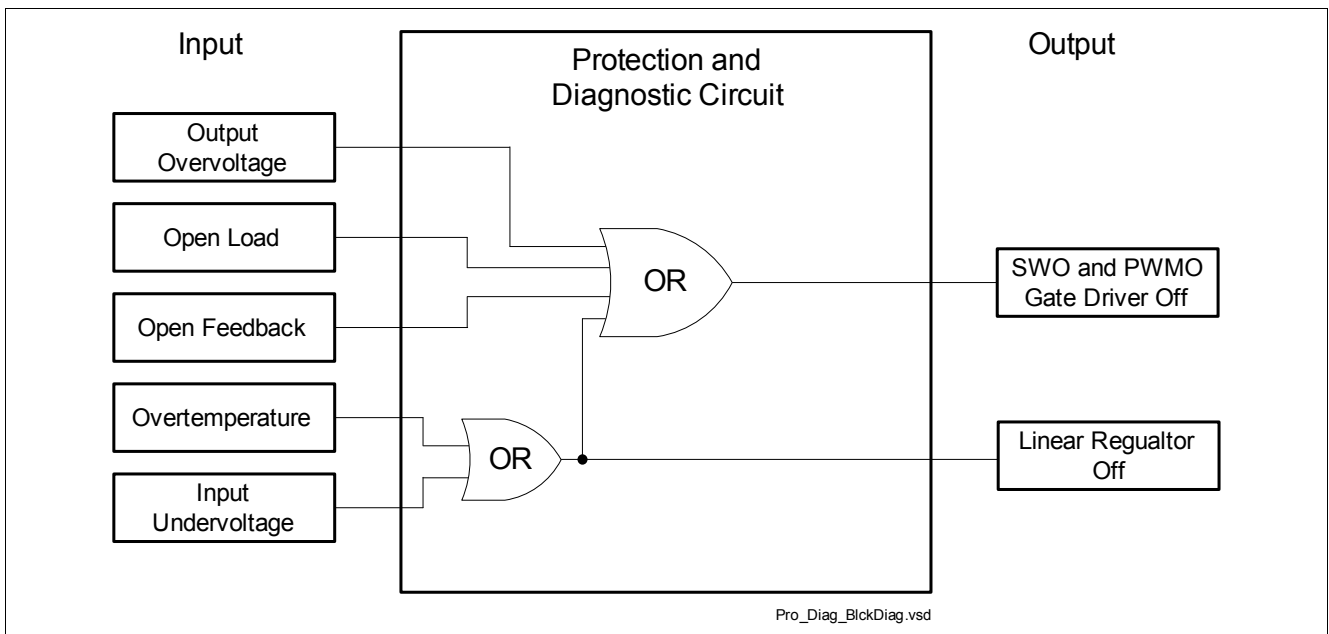 Input
Protection and
Diagnostic Circuit
Output
Output
Overvoltage
Open Load
Open Feedback
Overtemperature
Input
Undervoltage
OR
OR
SWO and PWMO
Gate Driver Off
Linear Regualtor
Off
Pro_Diag_BlckDiag.vsd